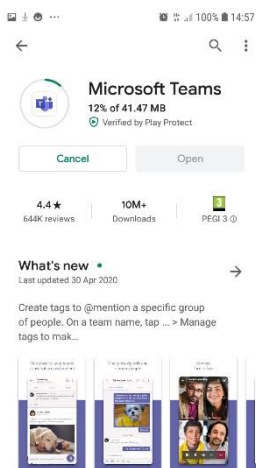 100% 14:57
Microsoft Teams
12% of 41.47 MB
Verified by Play Protect
Cancel
Open
4.4★
644K reviews
10M+
Downloads
3
PEGI 3
What's new
Last updated 30 Apr 2020
Create tags to @mention a specific group
of people. On a team name, tap ... > Manage
tags to mak...